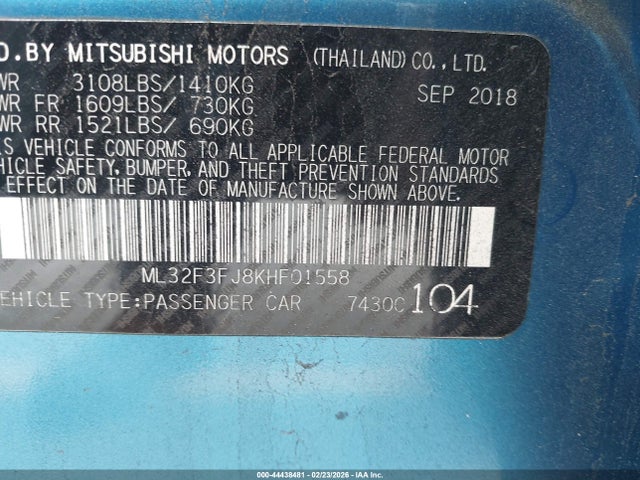 D.BY MITSUBISHI MOTORS (THAILAND) CO., LTD.
WR 3108LBS/1410KG
SEP 2018
WR FR 1609LBS/ 730KG
WR RR 1521LBS/ 690KG
IS VEHICLE CONFORMS TO ALL APPLICABLE FEDERAL MOTOR
EHICLE SAFETY, BUMPER, AND THEFT PREVENTION STANDARDS
EFFECT ON THE DATE OF MANUFACTURE SHOWN ABOVE.
ML32F3FJ8KHF01558
EHICLE TYPE:PASSENGER CAR 7430C 104
000-44438481 - 02/23/2026 - IAA Corp.